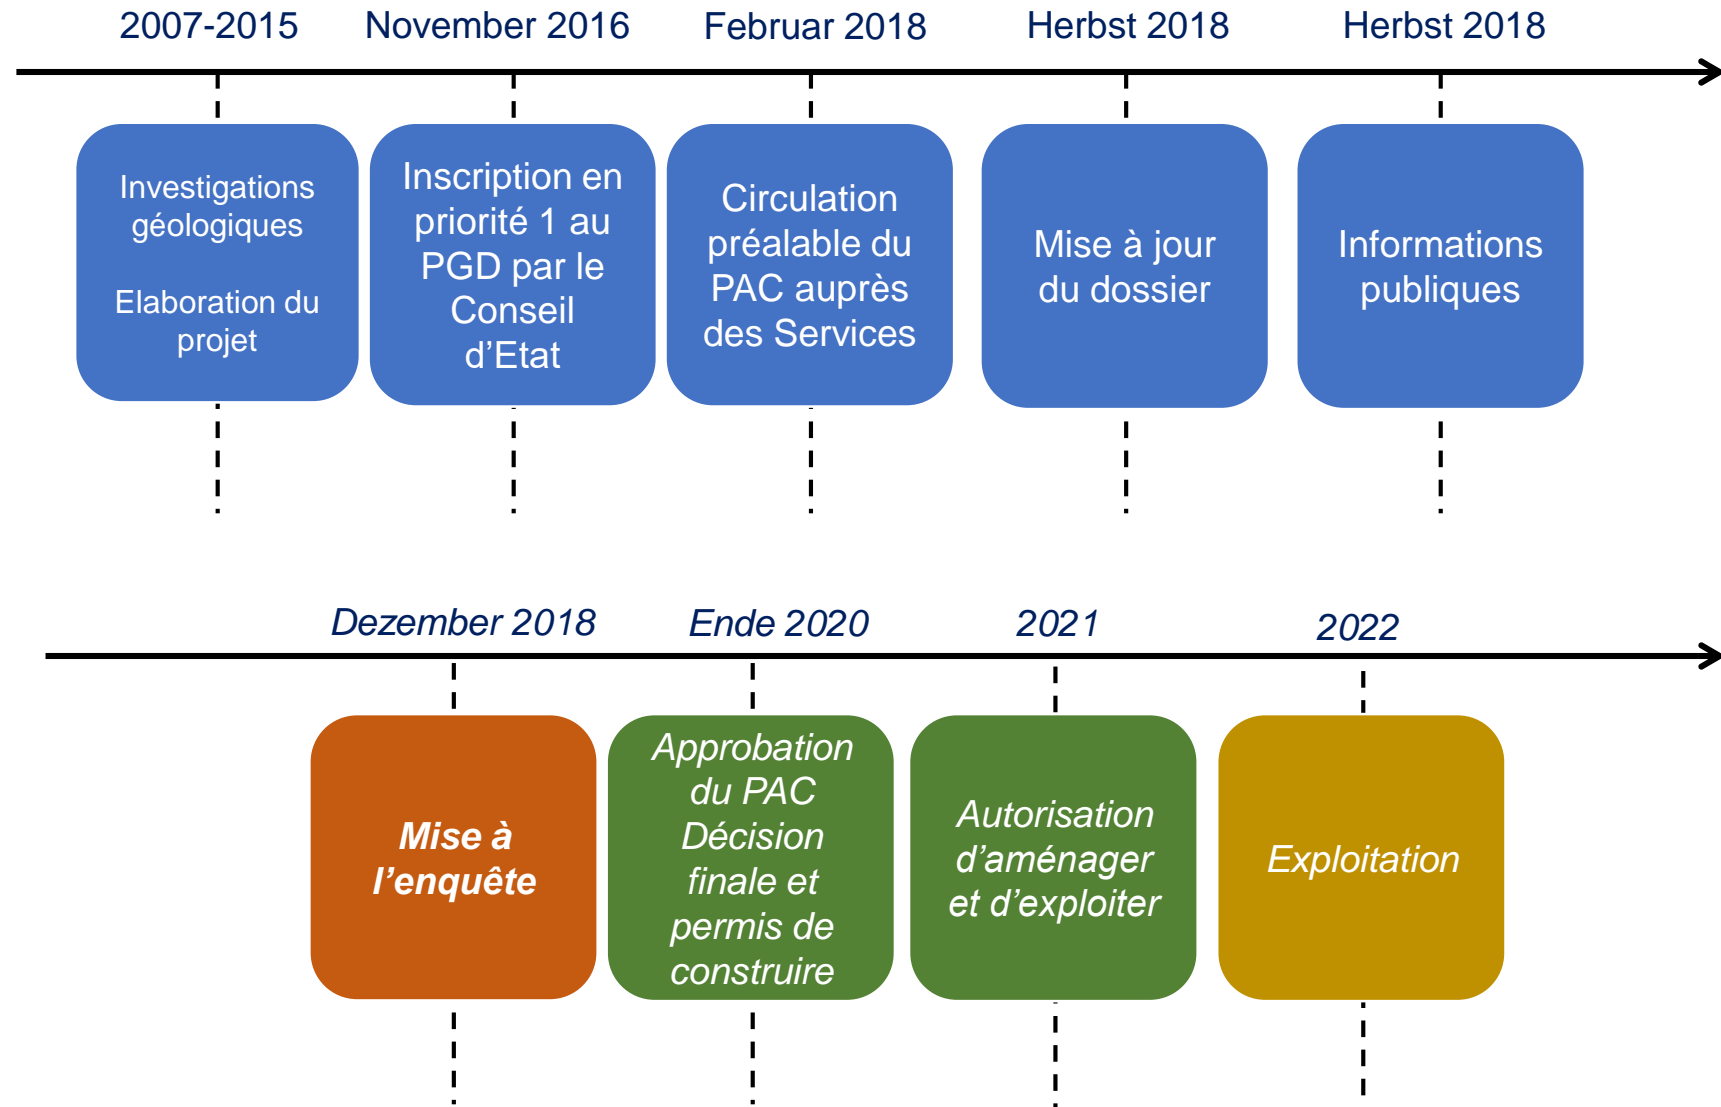 2007-2015
November 2016
Februar 2018
Herbst 2018
Herbst 2018
Investigations
géologiques
Elaboration du
projet
Inscription en
priorité 1 au
PGD par le
Conseil
d’Etat
Circulation
préalable du
PAC auprès
des Services
Mise à jour
du dossier
Informations
publiques
Dezember 2018
Ende 2020
2021
2022
Mise à
l’enquête
Approbation
du PAC
Décision
finale et
permis de
construire
Autorisation
d’aménager
et d’exploiter
Exploitation